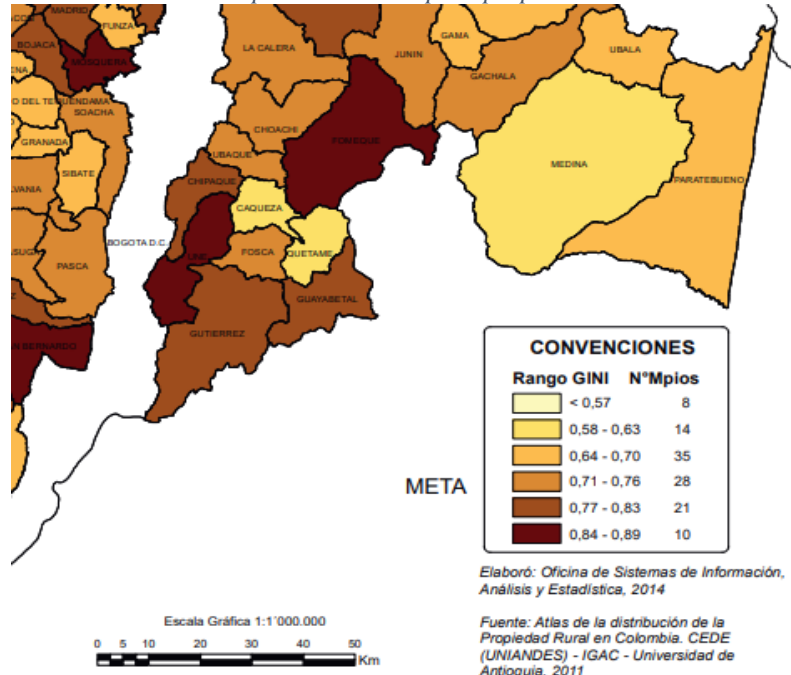 MADRID
FUNZA
BOJACA
MOSQUERA
LA CALERA
JUNIN
GAMA
UBALA
GACHALA
SOACHA
CHOACHI
FOMEQUE
GRANADA
SIBATE
UBAQUE
MEDINA
CHIPAQUE
PARATEBUENO
CAQUEZA
BOGOTA D.C.
UNE
FOSCA
QUETAME
PASCA
GUAYABETAL
GUTIERREZ
N BERNARDO
META
CONVENCIONES
Rango GINI N°Mpios
< 0,57 8
0,58 - 0,63 14
0,64 - 0,70 35
0,71 - 0,76 28
0,77 - 0,83 21
0,84 - 0,89 10
Elaboró: Oficina de Sistemas de Información,
Análisis y Estadística, 2014
Fuente: Atlas de la distribución de la
Propiedad Rural en Colombia. CEDE
(UNIANDES) - IGAC - Universidad de
Antioquia, 2011
Escala Gráfica 1:1´000.000
0 5 10 20 30 40 50
Km